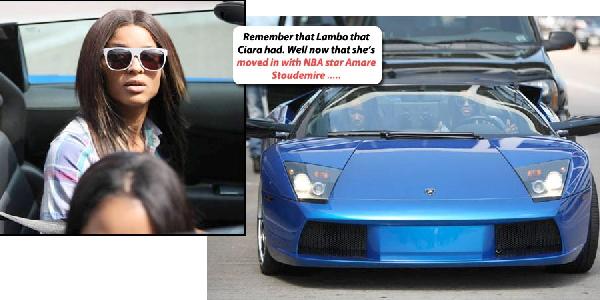 Remember that Lambo that
Ciara had. Well now that she's
moved in with NBA star Amare
Stoudemire .....